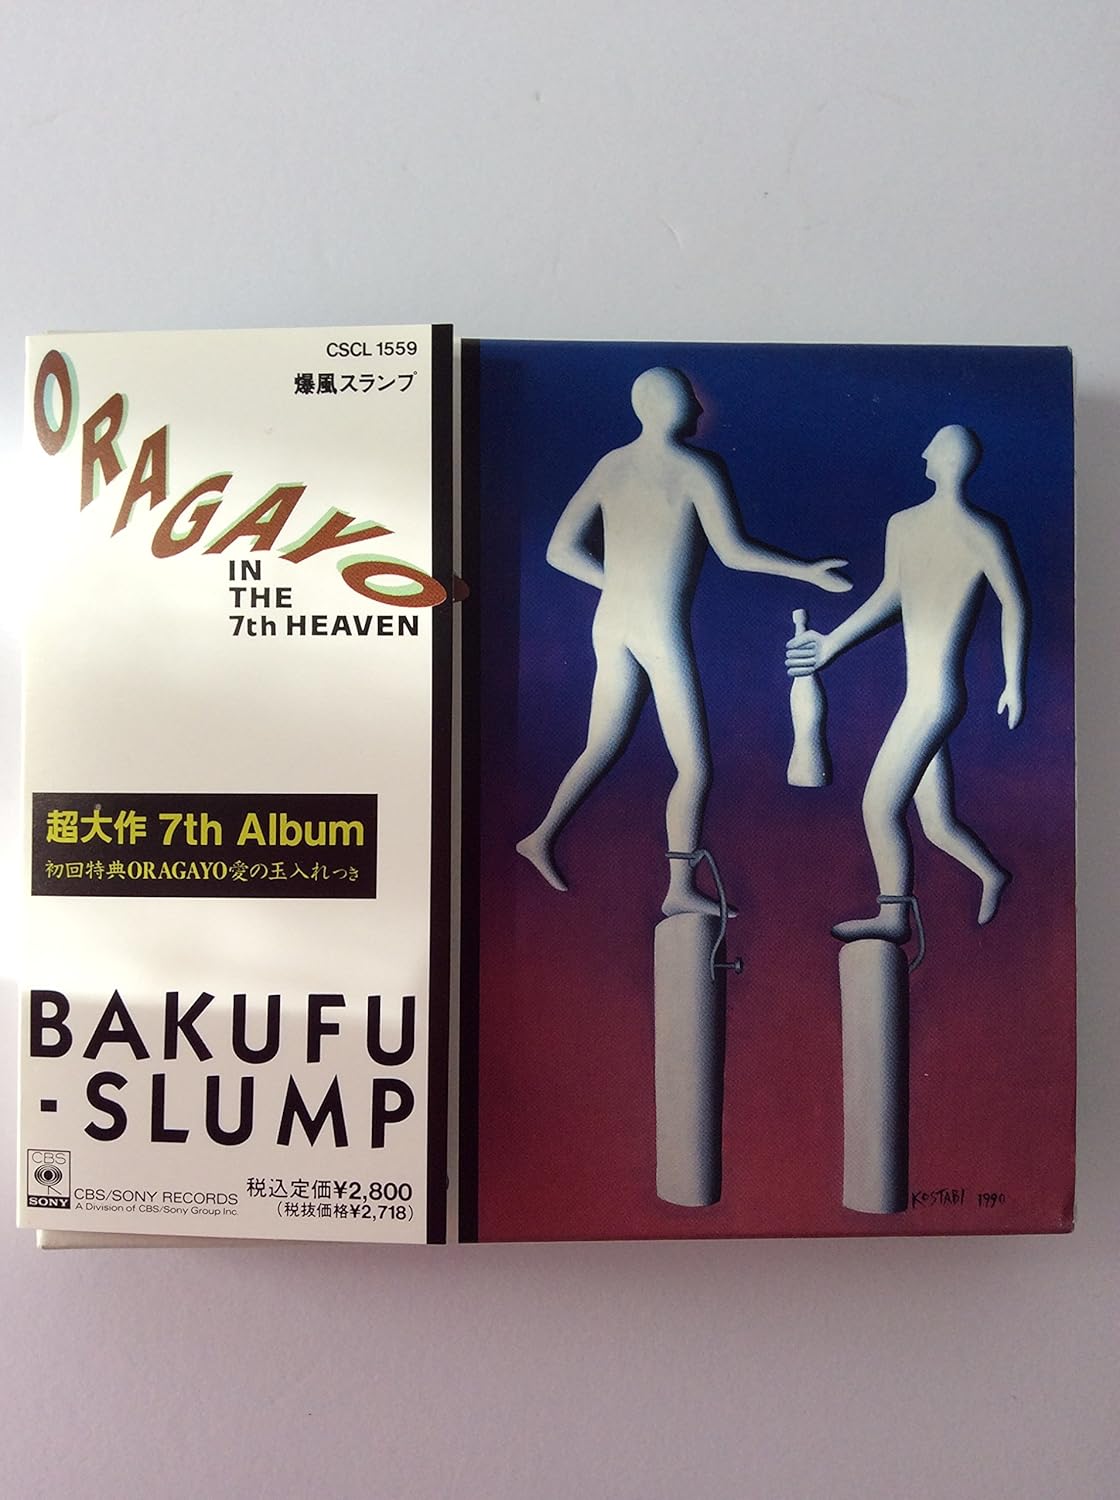 CSCL 1559
爆風スランプ
ORAGAYO
IN
THE
7th HEAVEN
超大作 7th Album
初回特典ORAGAYO愛の玉入れつき
BAKUFU
-SLUMP
CBS
SONY
CBS/SONY RECORDS
A Division of CBS/Sony Group Inc.
税込定価¥2,800
(税抜価格¥2,718)
KOSTABI 1990